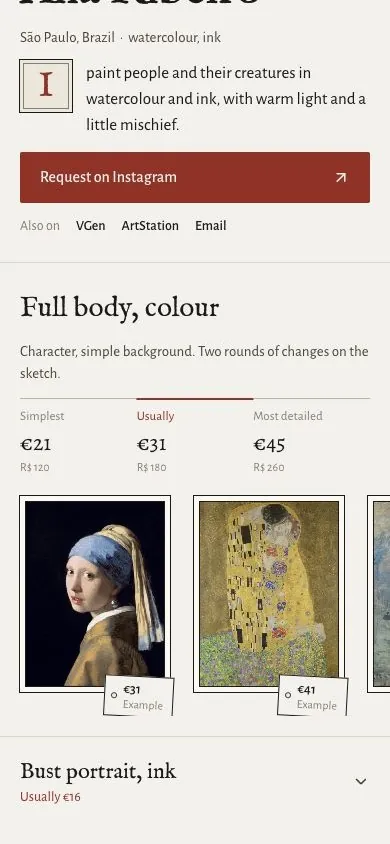 São Paulo, Brazil · watercolour, ink
I paint people and their creatures in
watercolour and ink, with warm light and a
little mischief.
Request on Instagram
Also on VGen ArtStation Email
Full body, colour
Character, simple background. Two rounds of changes on the
sketch.
Simplest Usually Most detailed
€21 €31 €45
R$ 120 R$ 180 R$ 260
€31
Example
€41
Example
Bust portrait, ink
Usually €16